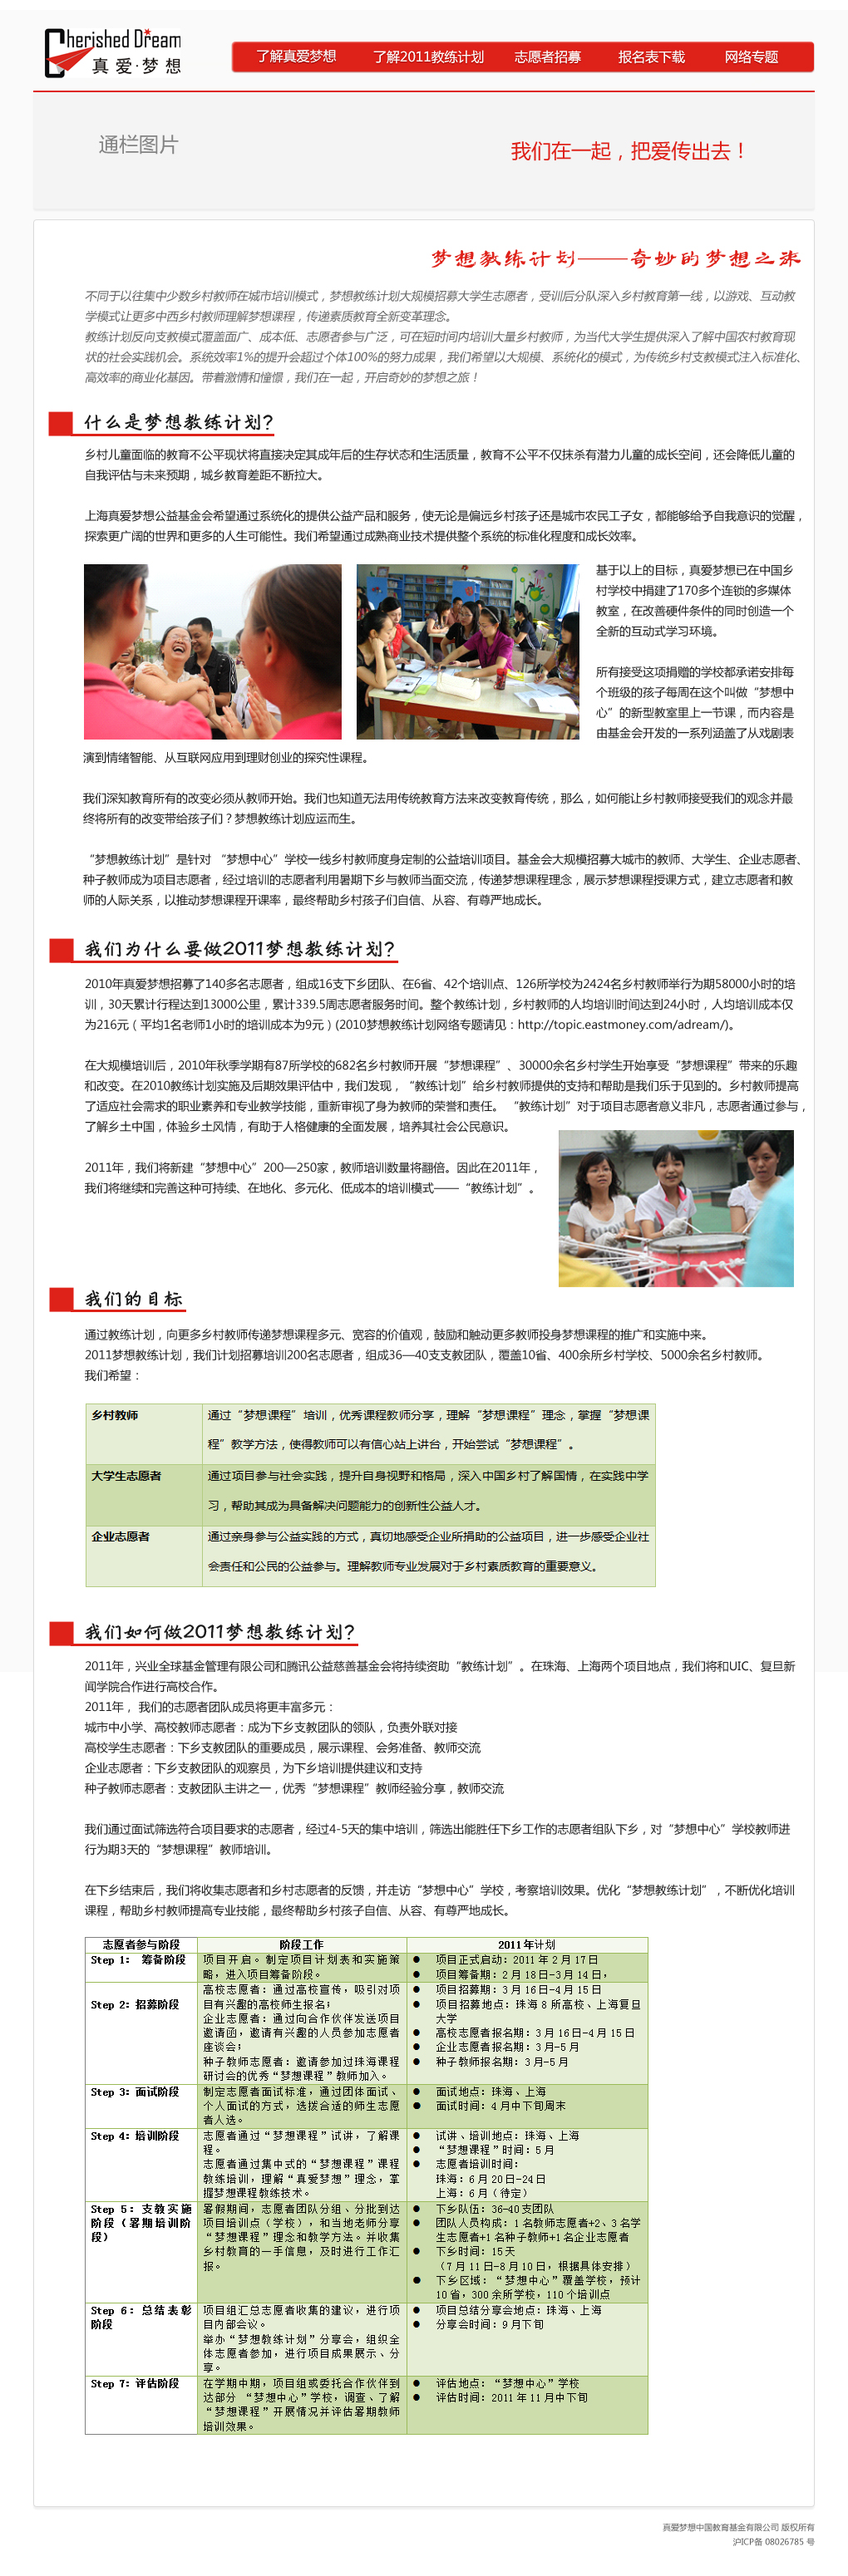 Cherished Dream
真爱·梦想
了解真爱梦想 了解2011教练计划 志愿者招募 报名表下载 网络专题
通栏图片
我们在一起，把爱传出去！
梦想教练计划——奇妙的梦想之旅
不同于以往集中少数乡村教师在城市培训模式，梦想教练计划大规模招募大学生志愿者，受训后分队深入乡村教育第一线，以游戏、互动教
学模式让更多中西乡村教师理解梦想课程，传递素质教育全新变革理念。
教练计划反向支教模式覆盖面广、成本低、志愿者参与广泛，可在短时间内培训大量乡村教师，为当代大学生提供深入了解中国农村教育现
状的社会实践机会。系统效率1%的提升会超过个体100%的努力成果，我们希望以大规模、系统化的模式，为传统乡村支教模式注入标准化、
高效率的商业化基因。带着激情和憧憬，我们在一起，开启奇妙的梦想之旅！
什么是梦想教练计划?
乡村儿童面临的教育不公平现状将直接决定其成年后的生存状态和生活质量，教育不公平不仅抹杀有潜力儿童的成长空间，还会降低儿童的
自我评估与未来预期，城乡教育差距不断拉大。
上海真爱梦想公益基金会希望通过系统化的提供公益产品和服务，使无论是偏远乡村孩子还是城市农民工子女，都能够给予自我意识的觉醒，
探索更广阔的世界和更多的人生可能性。我们希望通过成熟商业技术提供整个系统的标准化程度和成长效率。
基于以上的目标，真爱梦想已在中国乡
村学校中捐建了170多个连锁的多媒体
教室，在改善硬件条件的同时创造一个
全新的互动式学习环境。
所有接受这项捐赠的学校都承诺安排每
个班级的孩子每周在这个叫做“梦想中
心”的新型教室里上一节课，而内容是
由基金会开发的一系列涵盖了从戏剧表
演到情绪智能、从互联网应用到理财创业的探究性课程。
我们深知教育所有的改变必须从教师开始。我们也知道无法用传统教育方法来改变教育传统，那么，如何能让乡村教师接受我们的观念并最
终将所有的改变带给孩子们？梦想教练计划应运而生。
“梦想教练计划”是针对 “梦想中心”学校一线乡村教师度身定制的公益培训项目。基金会大规模招募大城市的教师、大学生、企业志愿者、
种子教师成为项目志愿者，经过培训的志愿者利用暑期下乡与教师当面交流，传递梦想课程理念，展示梦想课程授课方式，建立志愿者和教
师的人际关系，以推动梦想课程开课率，最终帮助乡村孩子们自信、从容、有尊严地成长。
我们为什么要做2011梦想教练计划?
2010年真爱梦想招募了140多名志愿者，组成16支下乡团队、在6省、42个培训点、126所学校为2424名乡村教师举行为期58000小时的培
训，30天累计行程达到13000公里，累计339.5周志愿者服务时间。整个教练计划，乡村教师的人均培训时间达到24小时，人均培训成本仅
为216元（平均1名老师1小时的培训成本为9元）(2010梦想教练计划网络专题请见：http://topic.eastmoney.com/adream/)。
在大规模培训后，2010年秋季学期有87所学校的682名乡村教师开展“梦想课程”、30000余名乡村学生开始享受“梦想课程”带来的乐趣
和改变。在2010教练计划实施及后期效果评估中，我们发现，“教练计划”给乡村教师提供的支持和帮助是我们乐于见到的。乡村教师提高
了适应社会需求的职业素养和专业教学技能，重新审视了身为教师的荣誉和责任。 “教练计划”对于项目志愿者意义非凡，志愿者通过参与，
了解乡土中国，体验乡土风情，有助于人格健康的全面发展，培养其社会公民意识。
2011年，我们将新建“梦想中心”200—250家，教师培训数量将翻倍。因此在2011年，
我们将继续和完善这种可持续、在地化、多元化、低成本的培训模式——“教练计划”。
我们的目标
通过教练计划，向更多乡村教师传递梦想课程多元、宽容的价值观，鼓励和触动更多教师投身梦想课程的推广和实施中来。
2011梦想教练计划，我们计划招募培训200名志愿者，组成36—40支支教团队，覆盖10省、400余所乡村学校、5000余名乡村教师。
我们希望：
乡村教师 通过“梦想课程”培训，优秀课程教师分享，理解“梦想课程”理念，掌握“梦想课
程”教学方法，使得教师可以有信心站上讲台，开始尝试“梦想课程”。
大学生志愿者 通过项目参与社会实践，提升自身视野和格局，深入中国乡村了解国情，在实践中学
习，帮助其成为具备解决问题能力的创新性公益人才。
企业志愿者 通过亲身参与公益实践的方式，真切地感受企业所捐助的公益项目，进一步感受企业社
会责任和公民的公益参与。理解教师专业发展对于乡村素质教育的重要意义。
我们如何做2011梦想教练计划?
2011年，兴业全球基金管理有限公司和腾讯公益慈善基金会将持续资助“教练计划”。在珠海、上海两个项目地点，我们将和UIC、复旦新
闻学院合作进行高校合作。
2011年， 我们的志愿者团队成员将更丰富多元：
城市中小学、高校教师志愿者：成为下乡支教团队的领队，负责外联对接
高校学生志愿者：下乡支教团队的重要成员，展示课程、会务准备、教师交流
企业志愿者：下乡支教团队的观察员，为下乡培训提供建议和支持
种子教师志愿者：支教团队主讲之一，优秀“梦想课程”教师经验分享，教师交流
我们通过面试筛选符合项目要求的志愿者，经过4-5天的集中培训，筛选出能胜任下乡工作的志愿者组队下乡，对“梦想中心”学校教师进
行为期3天的“梦想课程”教师培训。
在下乡结束后，我们将收集志愿者和乡村志愿者的反馈，并走访“梦想中心”学校，考察培训效果。优化“梦想教练计划”，不断优化培训
课程，帮助乡村教师提高专业技能，最终帮助乡村孩子自信、从容、有尊严地成长。
志愿者参与阶段 阶段工作 2011年计划
Step 1： 筹备阶段 项目开启。制定项目计划表和实施策
略，进入项目筹备阶段。
● 项目正式启动：2011年2月17日
● 项目筹备期：2月18日-3月14日，
Step 2：招募阶段
高校志愿者：通过高校宣传，吸引对项
目有兴趣的高校师生报名；
企业志愿者：通过向合作伙伴发送项目
邀请函，邀请有兴趣的人员参加志愿者
座谈会；
种子教师志愿者：邀请参加过珠海课程
研讨会的优秀“梦想课程”教师加入。
● 项目招募期：3月16日-4月15日
● 项目招募地点：珠海8所高校、上海复旦
大学
● 高校志愿者报名期：3月16日-4月15日
● 企业志愿者报名期：3月-5月
● 种子教师报名期：3月-5月
Step 3：面试阶段
制定志愿者面试标准，通过团体面试、
个人面试的方式，选拨合适的师生志愿
者人选。
● 面试地点：珠海、上海
● 面试时间：4月中下旬周末
Step 4：培训阶段
志愿者通过“梦想课程”试讲，了解课
程。
志愿者通过集中式的“梦想课程”课程
教练培训，理解“真爱梦想”理念，掌
握梦想课程教练技术。
● 试讲、培训地点：珠海、上海
● “梦想课程”时间：5月
● 志愿者培训时间：
珠海：6月20日-24日
上海：6月（待定）
Step 5：支教实施
阶段（暑期培训阶
段）
暑假期间，志愿者团队分组、分批到达
项目培训点（学校），和当地老师分享
“梦想课程”理念和教学方法。并收集
乡村教育的一手信息，及时进行工作汇
报。
● 下乡队伍：36-40支团队
● 团队人员构成：1名教师志愿者+2、3名学
生志愿者+1名种子教师+1名企业志愿者
● 下乡时间：15天
（7月11日-8月10日，根据具体安排）
● 下乡区域：“梦想中心”覆盖学校，预计
10省，300余所学校，110个培训点
Step 6：总结表彰
阶段
项目组汇总志愿者收集的建议，进行项
目内部会议。
举办“梦想教练计划”分享会，组织全
体志愿者参加，进行项目成果展示、分
享。
● 项目总结分享会地点：珠海、上海
● 分享会时间：9月下旬
Step 7：评估阶段
在学期中期，项目组或委托合作伙伴到
达部分 “梦想中心”学校，调查、了解
“梦想课程”开展情况并评估暑期教师
培训效果。
● 评估地点：“梦想中心”学校
● 评估时间：2011年11月中下旬
真爱梦想中国教育基金有限公司 版权所有
沪ICP备 08026785 号